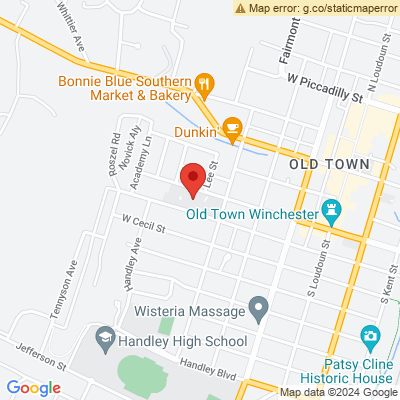 Map error: g.co/staticmaperror
Whittier Ave
Fairmont
N Loudoun St
Bonnie Blue Southern
Market & Bakery
W Piccadilly St
Dunkin'
Roszel Rd
Novick Aly
Academy Ln
OLD TOWN
Lee St
Old Town Winchester
W Cecil St
Handley Ave
Tennyson Ave
S Loudoun St
S Kent St
Wisteria Massage
Handley High School
Jefferson St
Handley Blvd
Patsy Cline
Historic House
Google
Map data ©2024 Google